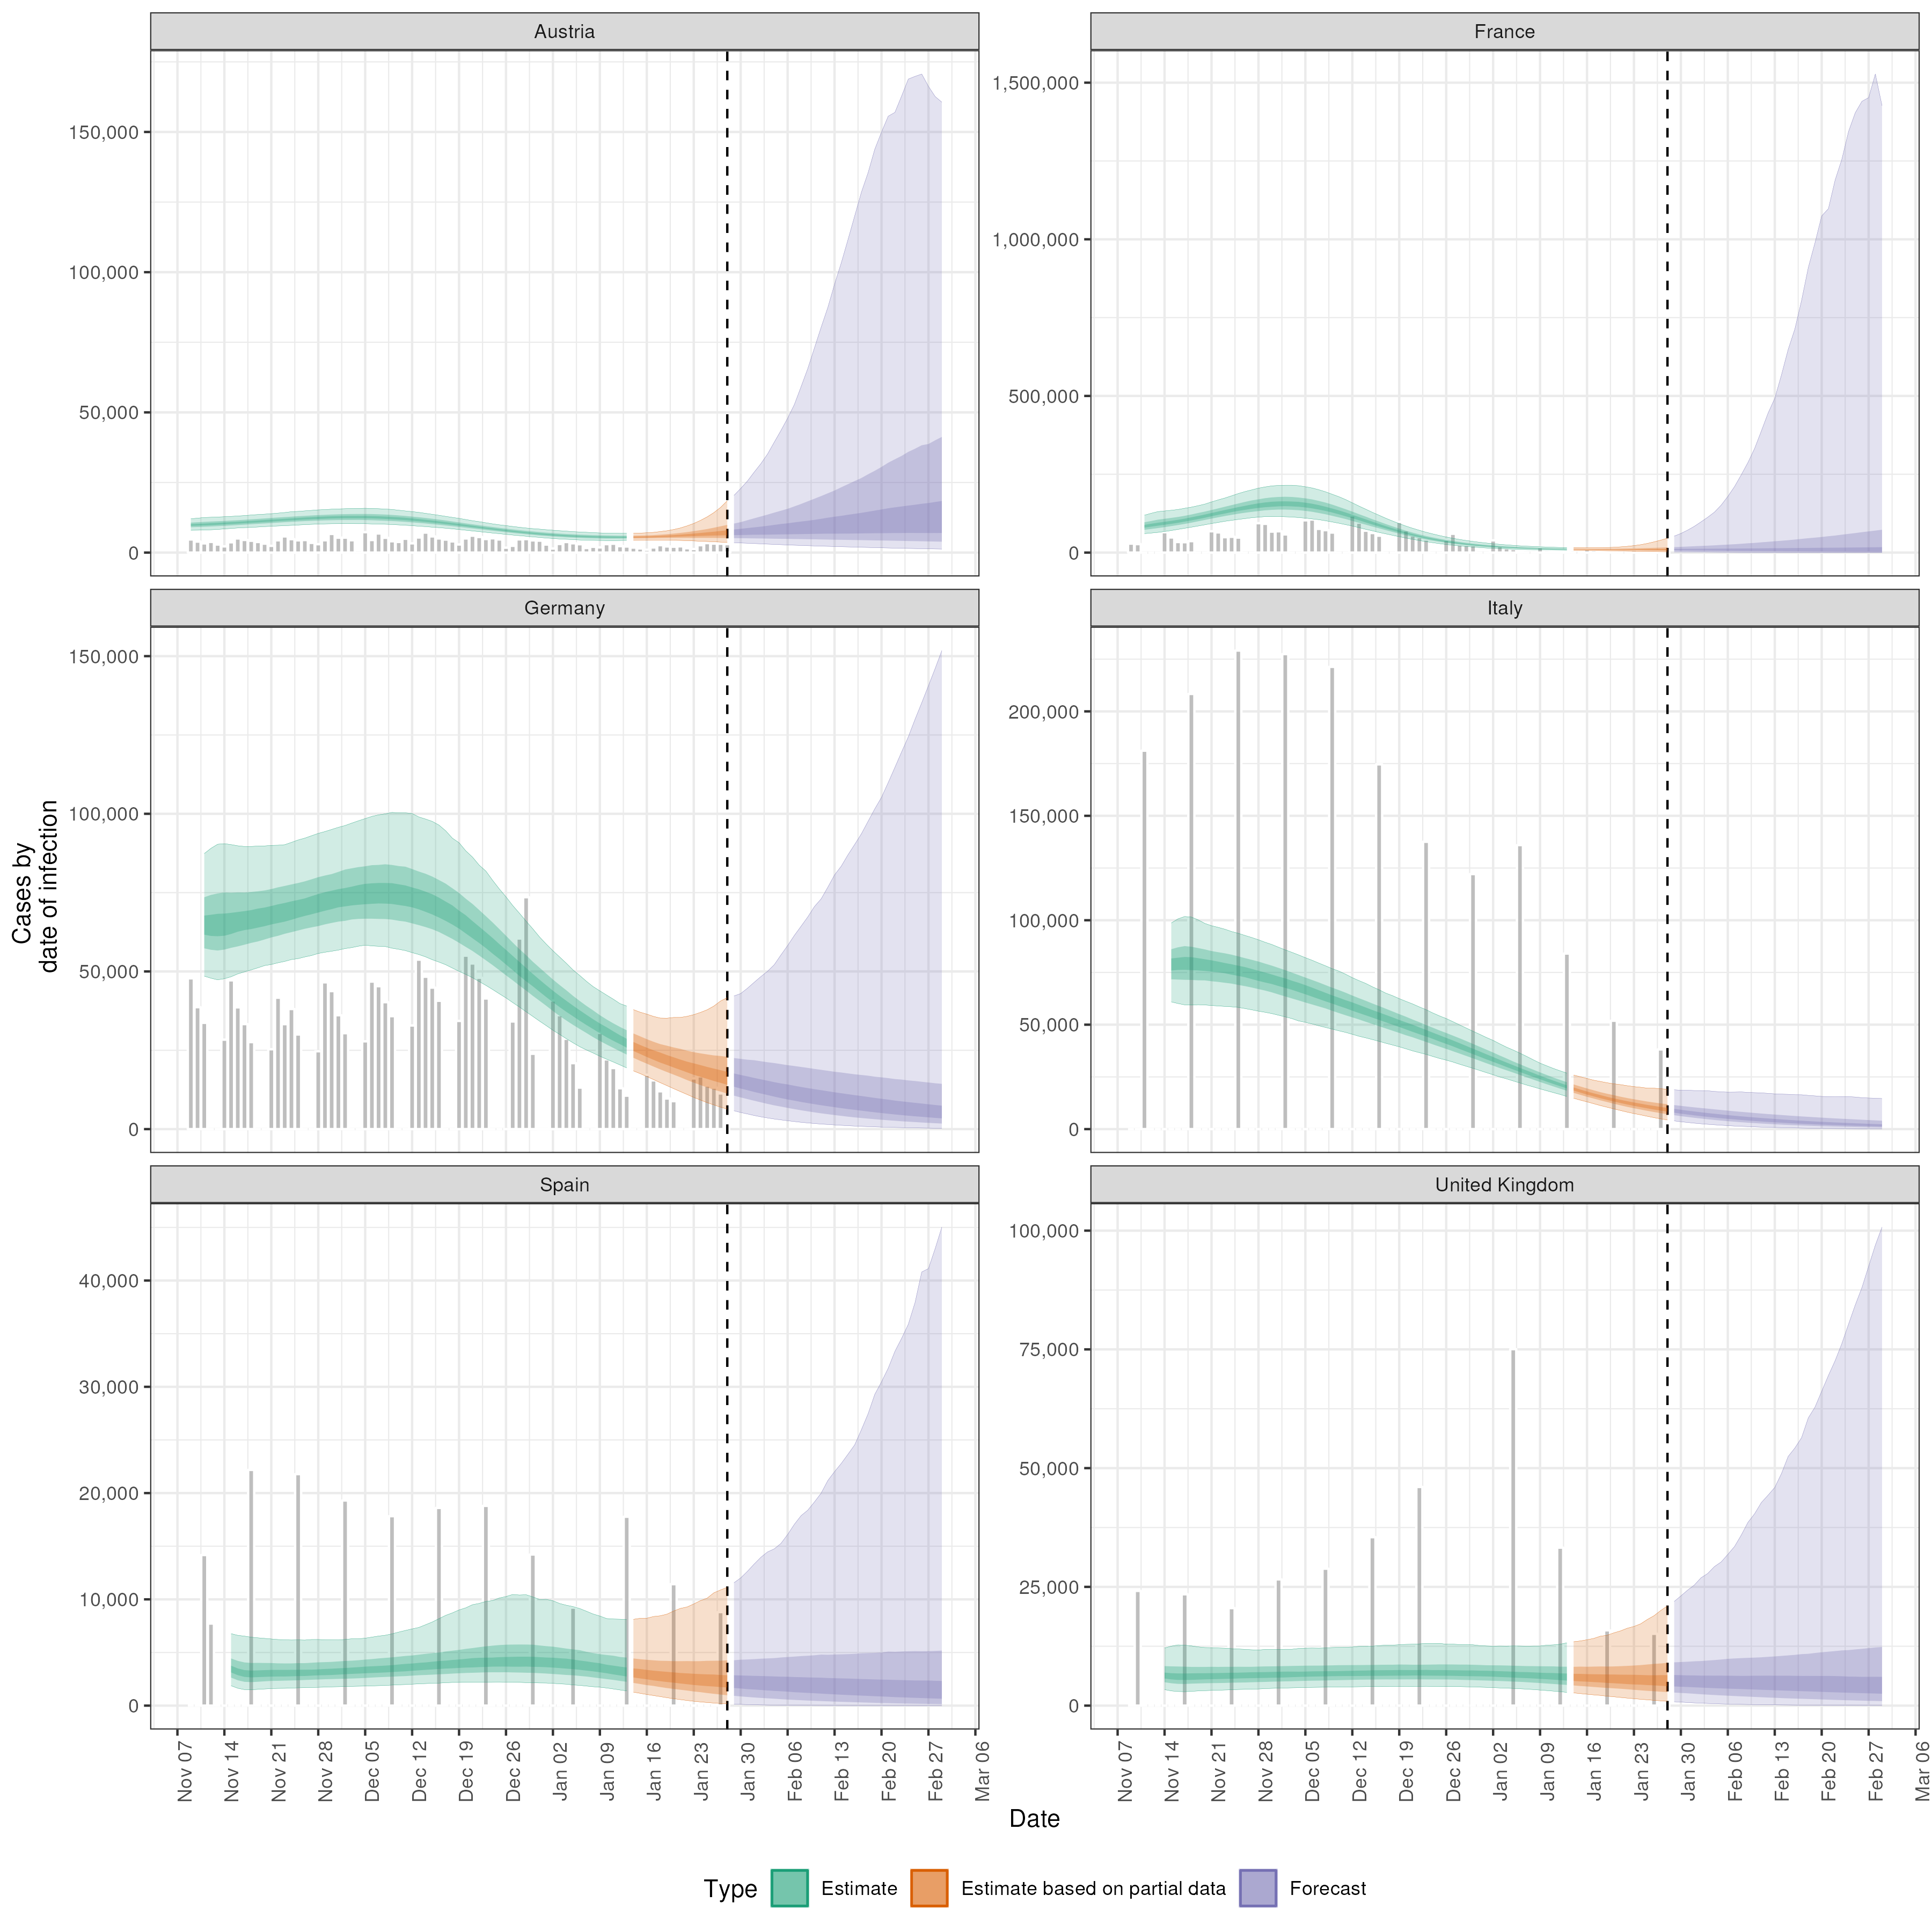 Austria
France
150,000
100,000
50,000
0
1,500,000
1,000,000
500,000
0
Germany
Italy
150,000
100,000
50,000
0
200,000
150,000
100,000
50,000
0
Cases by
date of infection
Spain
United Kingdom
40,000
30,000
20,000
10,000
0
100,000
75,000
50,000
25,000
0
Nov 07
Nov 14
Nov 21
Nov 28
Dec 05
Dec 12
Dec 19
Dec 26
Jan 02
Jan 09
Jan 16
Jan 23
Jan 30
Feb 06
Feb 13
Feb 20
Feb 27
Mar 06
Nov 07
Nov 14
Nov 21
Nov 28
Dec 05
Dec 12
Dec 19
Dec 26
Jan 02
Jan 09
Jan 16
Jan 23
Jan 30
Feb 06
Feb 13
Feb 20
Feb 27
Mar 06
Date
Type Estimate Estimate based on partial data Forecast